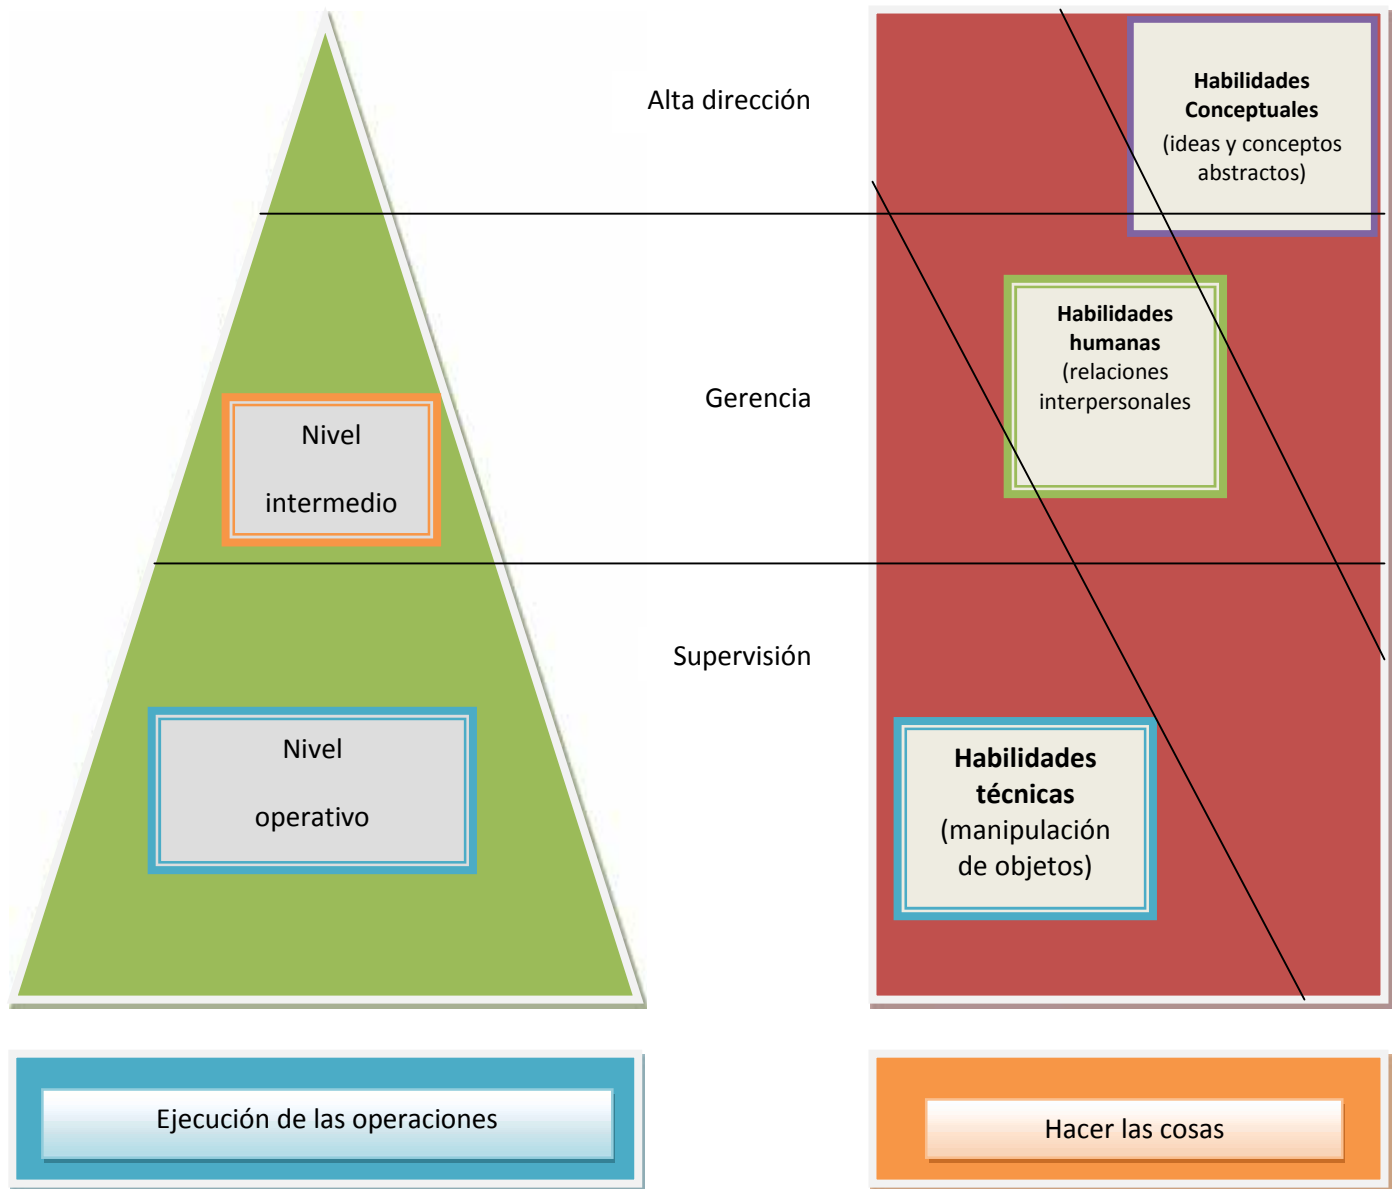 Alta dirección
Habilidades
Conceptuales
(ideas y conceptos
abstractos)
Gerencia
Habilidades
humanas
(relaciones
interpersonales
Nivel
intermedio
Supervisión
Nivel
operativo
Habilidades
técnicas
(manipulación
de objetos)
Ejecución de las operaciones
Hacer las cosas